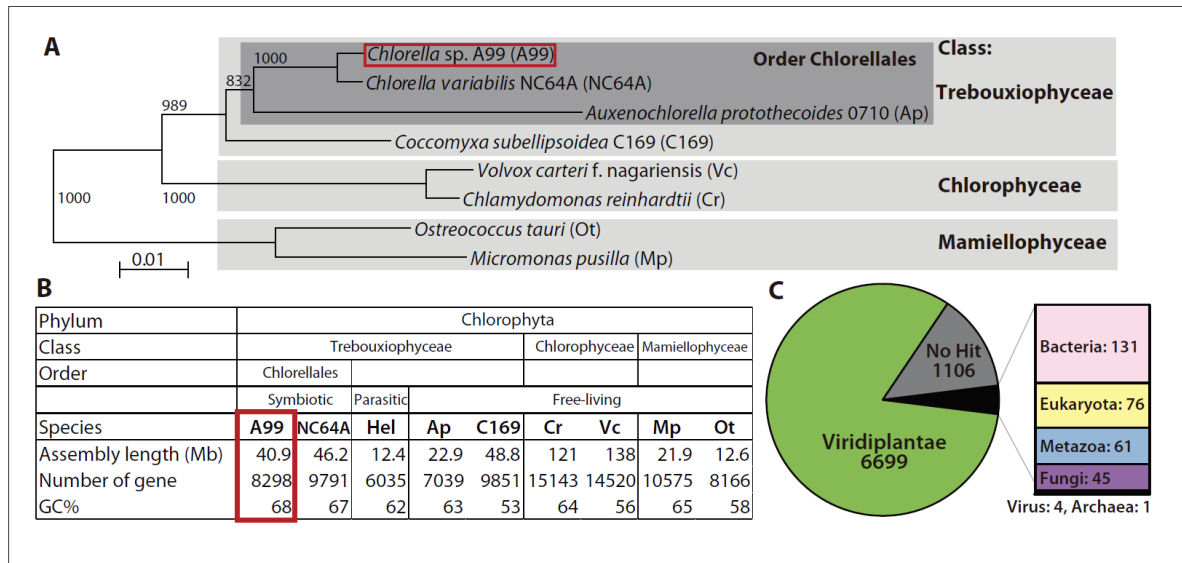 A
Class:
1000
Chlorella sp. A99 (A99)
Order Chlorellales
832
Chlorella variabilis NC64A (NC64A)
Trebouxiophyceae
989
Auxenochlorella protothecoides 0710 (Ap)
Coccomyxa subellipsoidea C169 (C169)
Volvox carteri f. nagariensis (Vc)
1000
1000
Chlorophyceae
Chlamydomonas reinhardtii (Cr)
Ostreococcus tauri (Ot)
Mamiellophyceae
0.01
Micromonas pusilla (Mp)
B
Phylum Chlorophyta
Class Trebouxiophyceae Chlorophyceae Mamiellophyceae
Order Chlorellales
Symbiotic Parasitic Free-living
Species A99 NC64A Hel Ap C169 Cr Vc Mp Ot
Assembly length (Mb) 40.9 46.2 12.4 22.9 48.8 121 138 21.9 12.6
Number of gene 8298 9791 6035 7039 9851 15143 14520 10575 8166
GC% 68 67 62 63 53 64 56 65 58
C
No Hit
1106
Viridiplantae
6699
Bacteria: 131
Eukaryota: 76
Metazoa: 61
Fungi: 45
Virus: 4, Archaea: 1